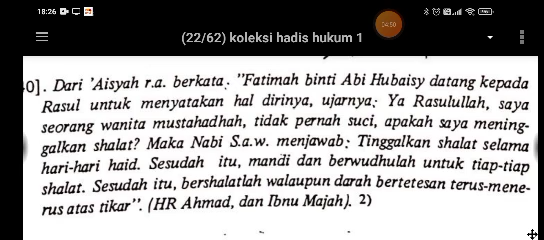 18:26
04:50
(22/62) koleksi hadis hukum 1
0]. Dari 'Aisyah r.a. berkata: "Fatimah binti Abi Hubaisy datang kepada
Rasul untuk menyatakan hal dirinya, ujarnya: Ya Rasulullah, saya
seorang wanita mustahadhah, tidak pernah suci, apakah saya mening-
galkan shalat? Maka Nabi S.a.w. menjawab: Tinggalkan shalat selama
hari-hari haid. Sesudah itu, mandi dan berwudhulah untuk tiap-tiap
shalat. Sesudah itu, bershalatlah walaupun darah bertetesan terus-mene-
rus atas tikar". (HR Ahmad, dan Ibnu Majah). 2)